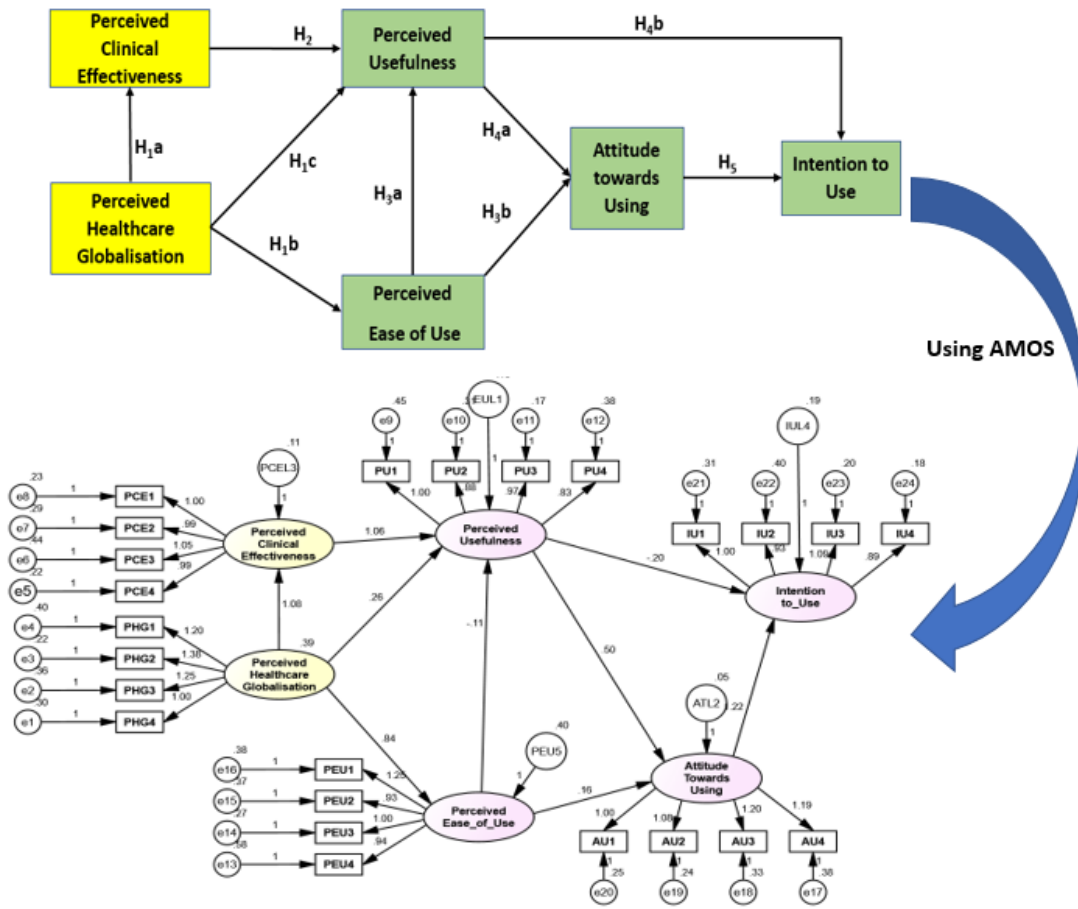 Perceived
Clinical
Effectiveness
H2
Perceived
Usefulness
H4b
H1a
H1c
H3a
H4a
Attitude
towards
Using
H5
Intention to
Use
Perceived
Healthcare
Globalisation
H1b
H3b
Perceived
Ease of Use
Using AMOS
.45
e9
1
PU1
1.00
e10
1
PU2
.88
EUL1
1
.17
e11
1
PU3
.97
.38
e12
1
PU4
.83
.19
IUL4
1
.11
PCEL3
1
.31
e21
1
IU1
1.00
.40
e22
1
IU2
.93
.20
e23
1
IU3
1.09
.18
e24
1
IU4
.89
.23
e8
1
PCE1
1.00
.29
e7
1
PCE2
.99
.44
e6
1
PCE3
1.05
.22
e5
1
PCE4
.99
Perceived
Clinical
Effectiveness
1.06
Perceived
Usefulness
-.20
Intention
to_Use
1.08
.26
-.11
.50
1.22
.40
e4
1
PHG1
1.20
.22
e3
1
PHG2
1.38
.36
e2
1
PHG3
1.25
.30
e1
1
PHG4
1.00
.39
Perceived
Healthcare
Globalisation
.84
.05
ATL2
1
.40
PEU5
1
.38
e16
1
PEU1
1.25
.37
e15
1
PEU2
.93
.27
e14
1
PEU3
1.00
.58
e13
1
PEU4
.94
Perceived
Ease_of_Use
.16
Attitude
Towards
Using
1.00
1.08
1.20
1.19
AU1
AU2
AU3
AU4
1
1
1
1
.25
.24
.33
.38
e20
e19
e18
e17